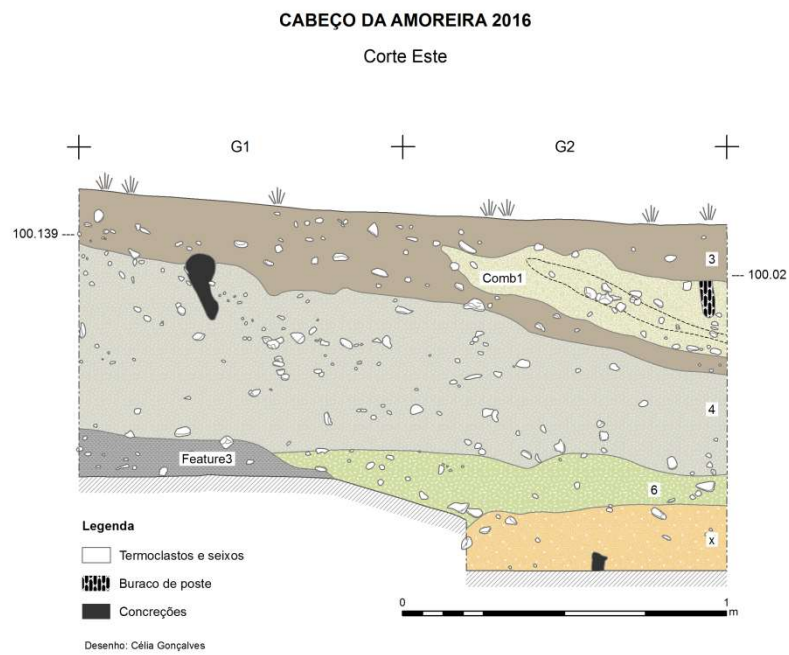 CABEÇO DA AMOREIRA 2016
Corte Este
G1
G2
100.139
3
100.02
Comb1
4
Feature3
6
x
Legenda
Termoclastos e seixos
Buraco de poste
Concreções
0
1
m
Desenho: Célia Gonçalves